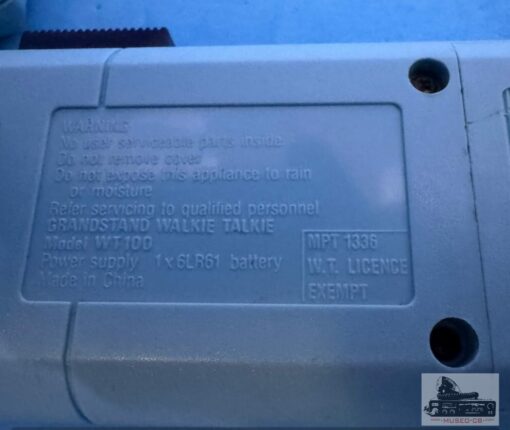 WARNING
No user serviceable parts inside
Do not remove cover
Do not expose this appliance to rain
or moisture
Refer servicing to qualified personnel
GRANDSTAND WALKIE TALKIE
Model WT100
Power supply 1 x 6LR61 battery
Made in China
MPT 1336
W.T. LICENCE
EXEMPT
MUSEO-CB